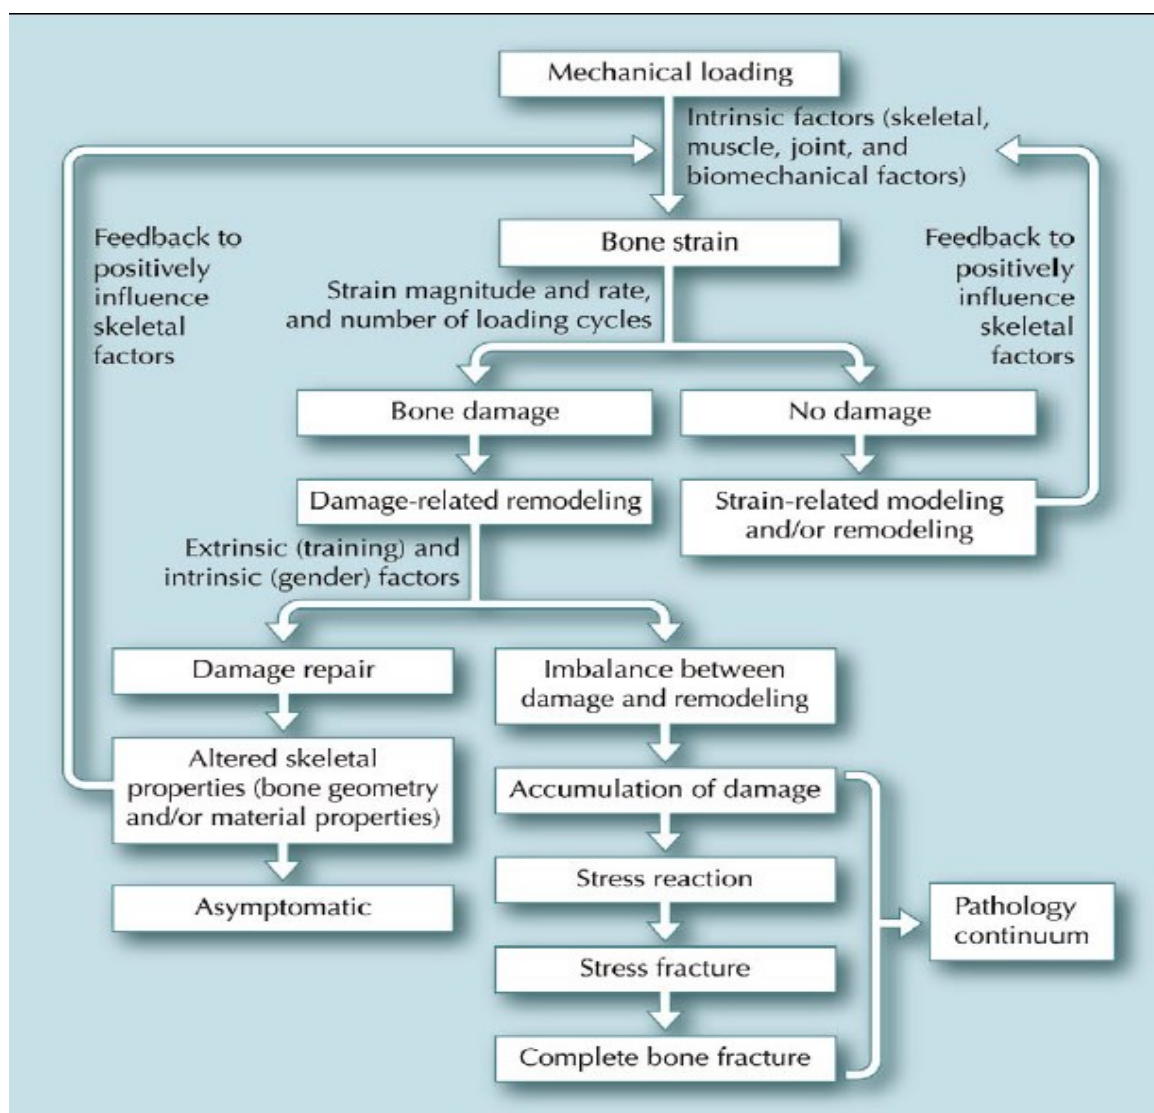 Mechanical loading
Intrinsic factors (skeletal,
muscle, joint, and
biomechanical factors)
Feedback to
positively
influence
skeletal
factors
Bone strain
Feedback to
positively
influence
skeletal
factors
Strain magnitude and rate,
and number of loading cycles
Bone damage
No damage
Damage-related remodeling
Strain-related modeling
and/or remodeling
Extrinsic (training) and
intrinsic (gender) factors
Damage repair
Imbalance between
damage and remodeling
Altered skeletal
properties (bone geometry
and/or material properties)
Accumulation of damage
Asymptomatic
Stress reaction
Pathology
continuum
Stress fracture
Complete bone fracture